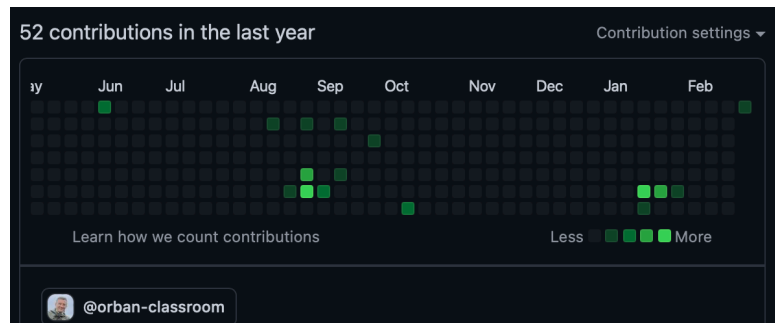 52 contributions in the last year
Contribution settings
ay Jun Jul Aug Sep Oct Nov Dec Jan Feb
Learn how we count contributions
Less More
@orban-classroom